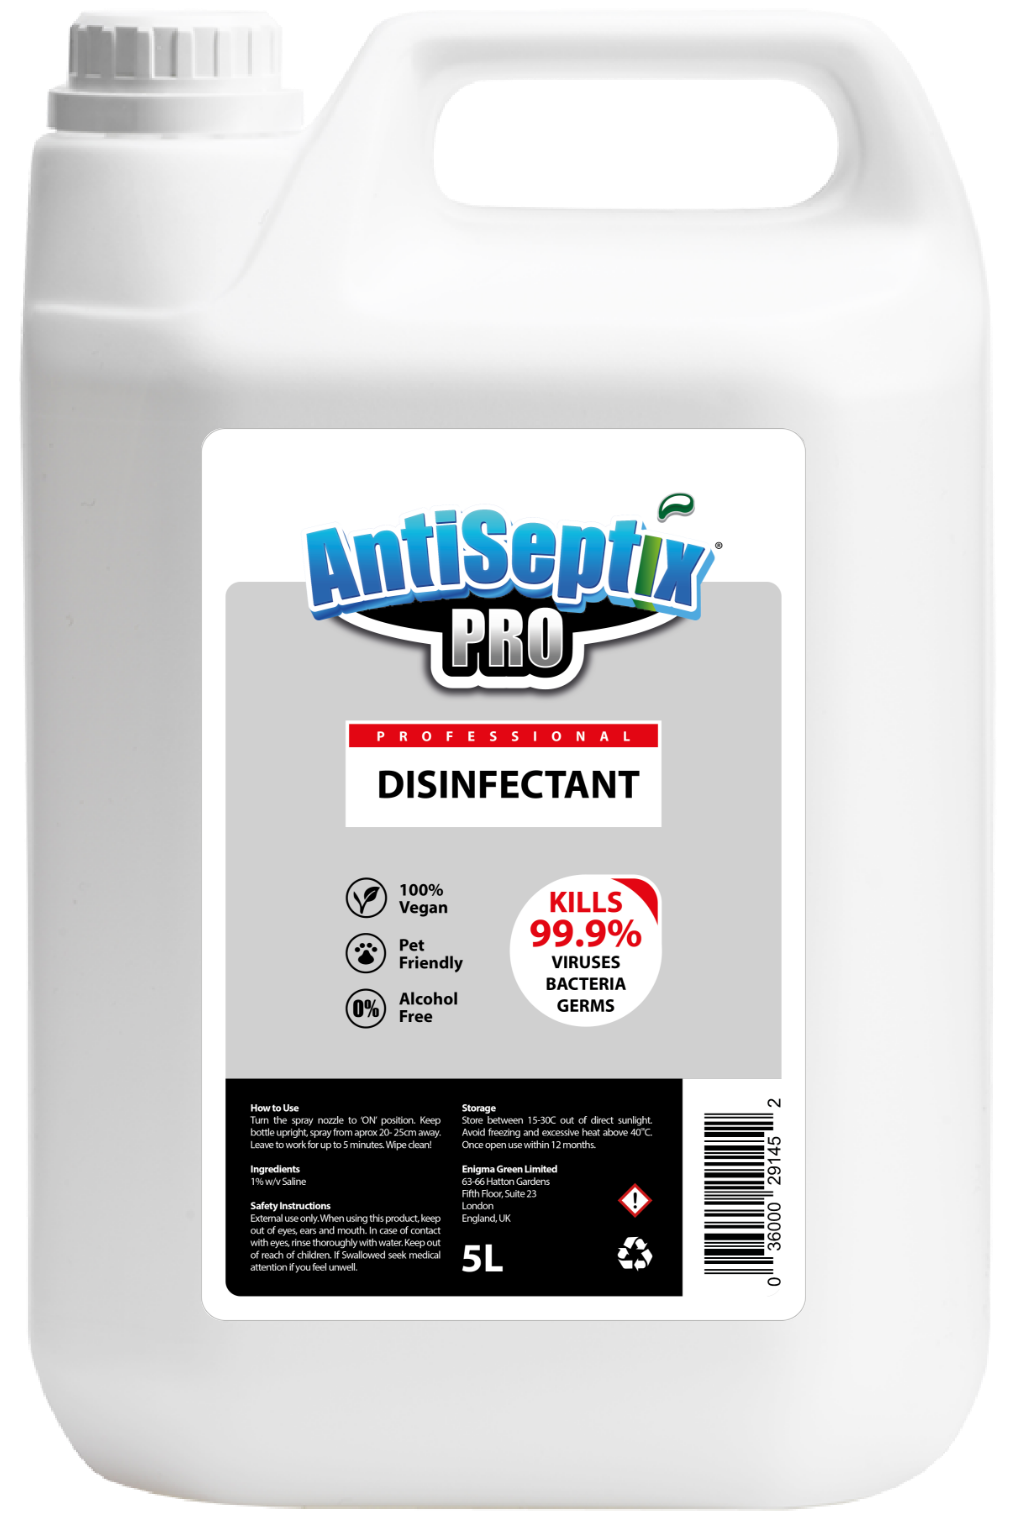 AntiSeptix®
PRO
PROFESSIONAL
DISINFECTANT
100%
Vegan
Pet
Friendly
0%
Alcohol
Free
KILLS
99.9%
VIRUSES
BACTERIA
GERMS
How to Use
Turn the spray nozzle to 'ON' position. Keep
bottle upright, spray from aprox 20- 25cm away.
Leave to work for up to 5 minutes. Wipe clean!
Ingredients
1% w/v Saline
Safety Instructions
External use only. When using this product, keep
out of eyes, ears and mouth. In case of contact
with eyes, rinse thoroughly with water. Keep out
of reach of children. If Swallowed seek medical
attention if you feel unwell.
Storage
Store between 15-30C out of direct sunlight.
Avoid freezing and excessive heat above 40°C.
Once open use within 12 months.
Enigma Green Limited
63-66 Hatton Gardens
Fifth Floor, Suite 23
London
England, UK
5L
!
0 36000 29145 2